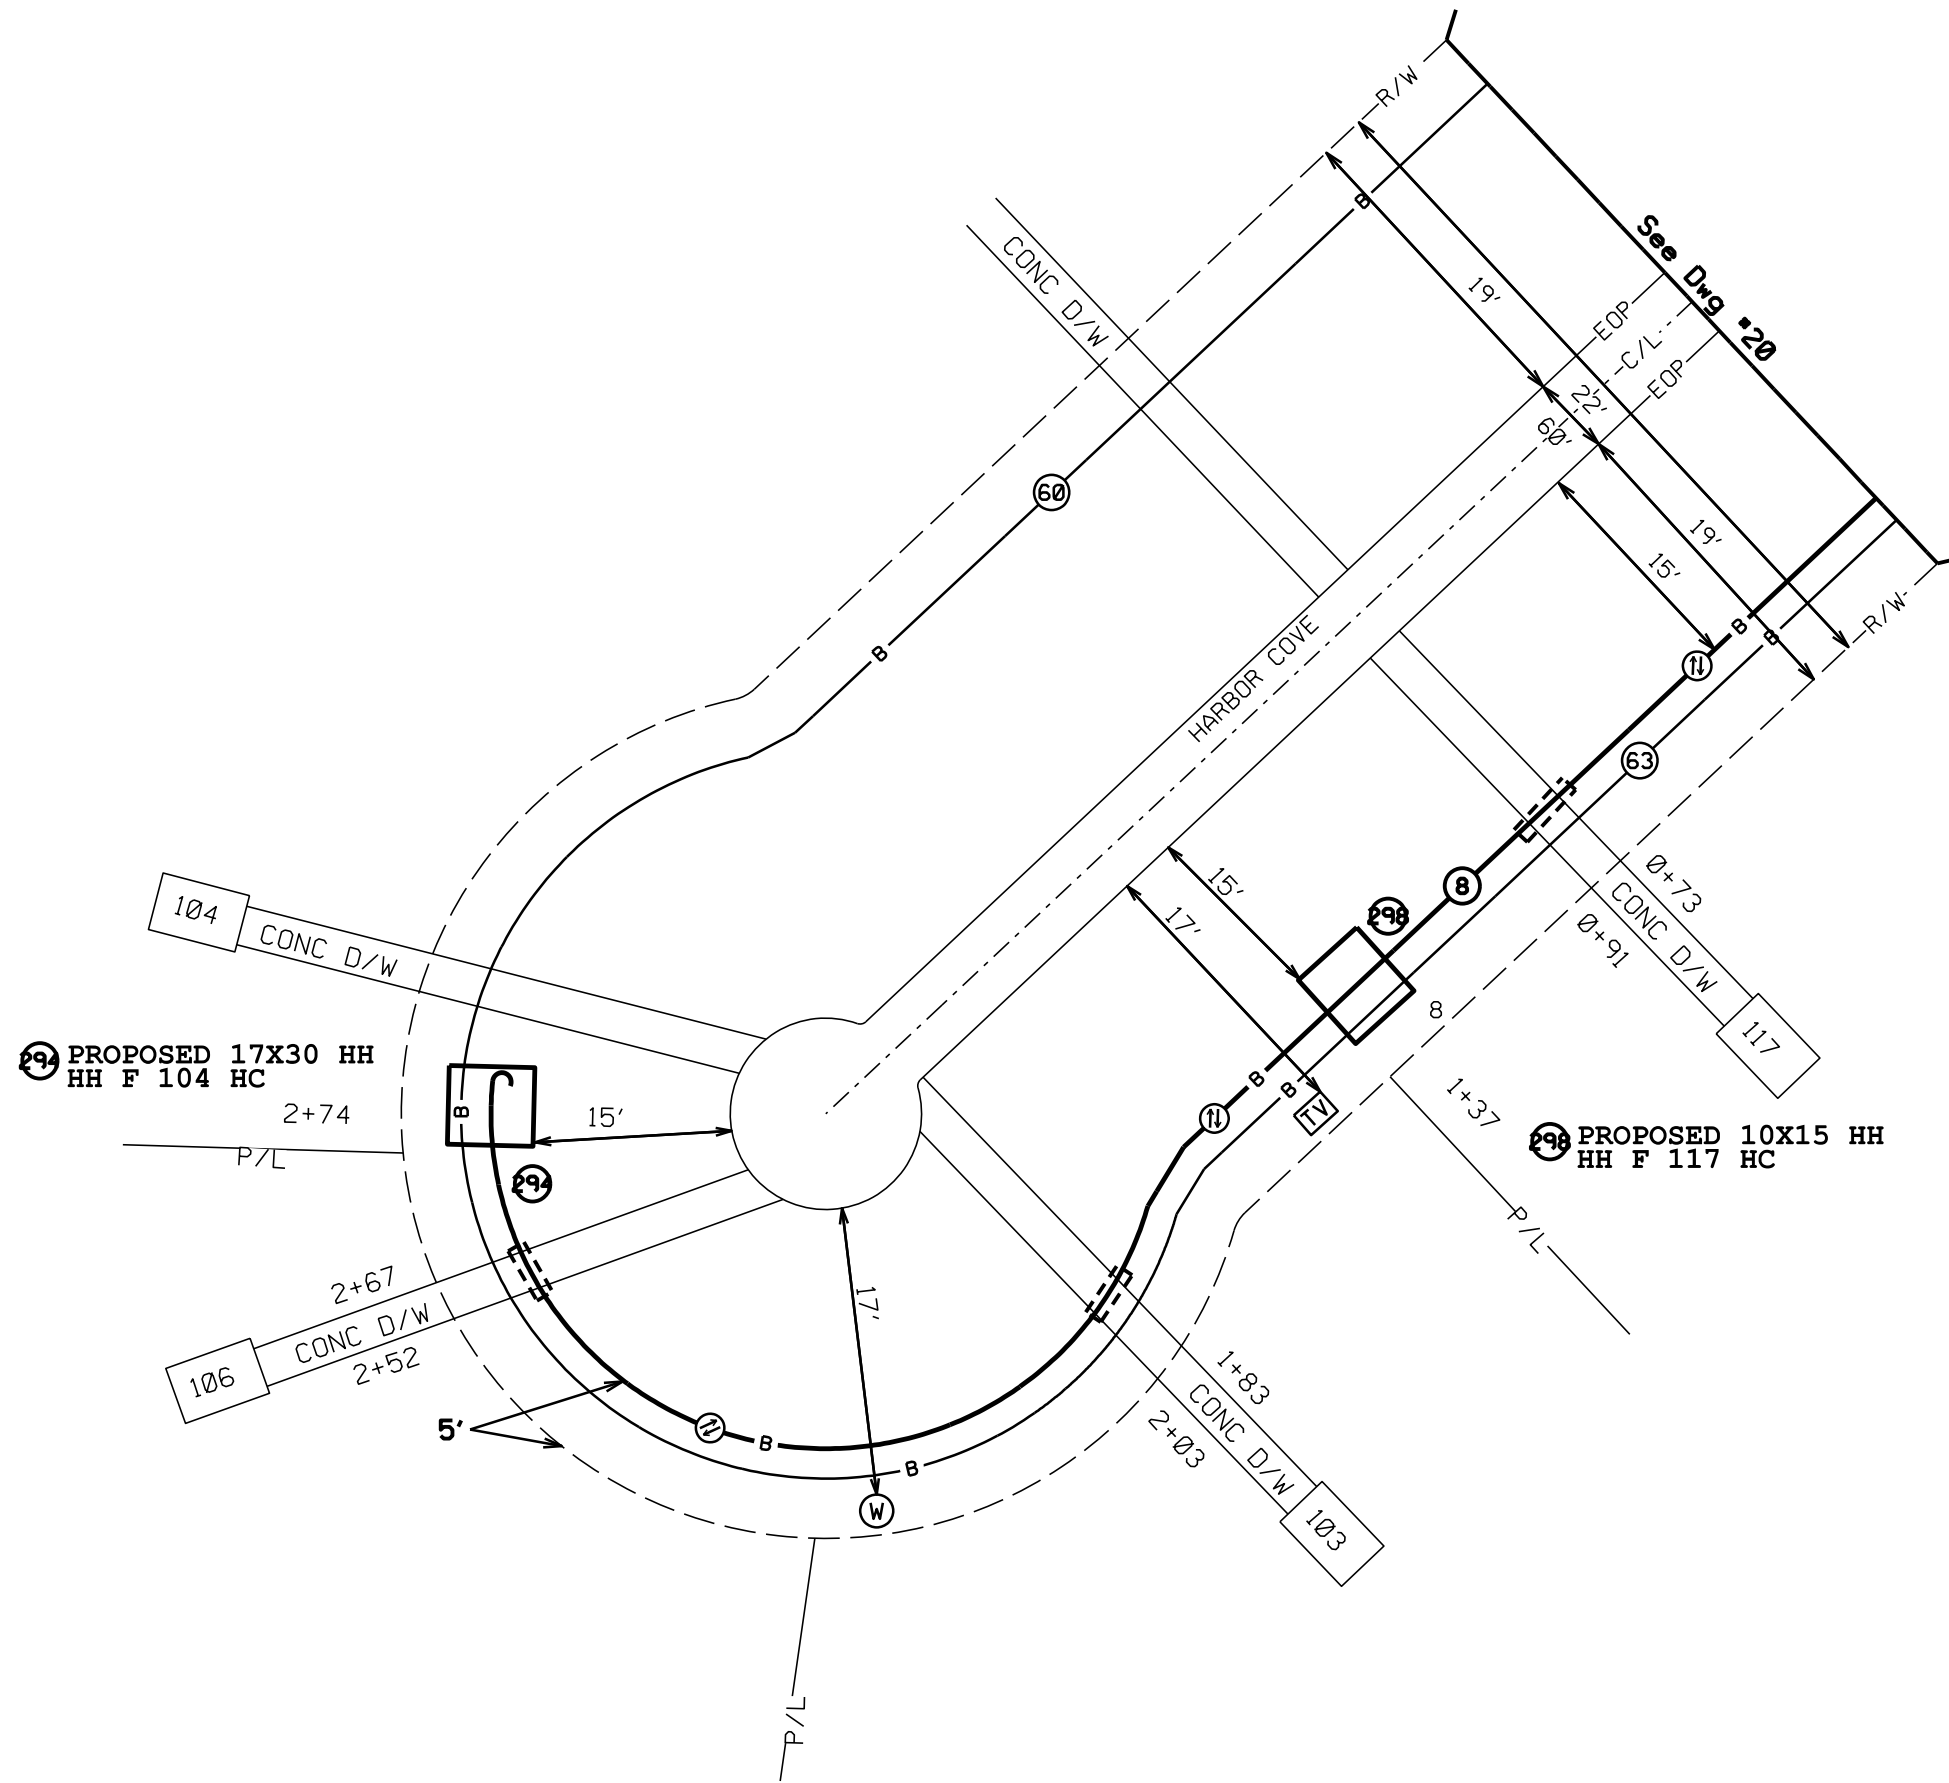 R/W
B
See Dwg #20
19'
CONC D/W
EOP
C/L
EOP
22'
60'
60
19'
15'
R/W
B
B
B
HARBOR COVE
63
0+73
CONC D/W
0+91
117
8
15'
298
17'
8
104
CONC D/W
294 PROPOSED 17X30 HH
HH F 104 HC
2+74
P/L
B
15'
294
B
B
TV
1+37
298 PROPOSED 10X15 HH
HH F 117 HC
P/L
2+67
CONC D/W
2+52
106
17'
5'
B
B
W
1+83
CONC D/W
2+03
103
P/L